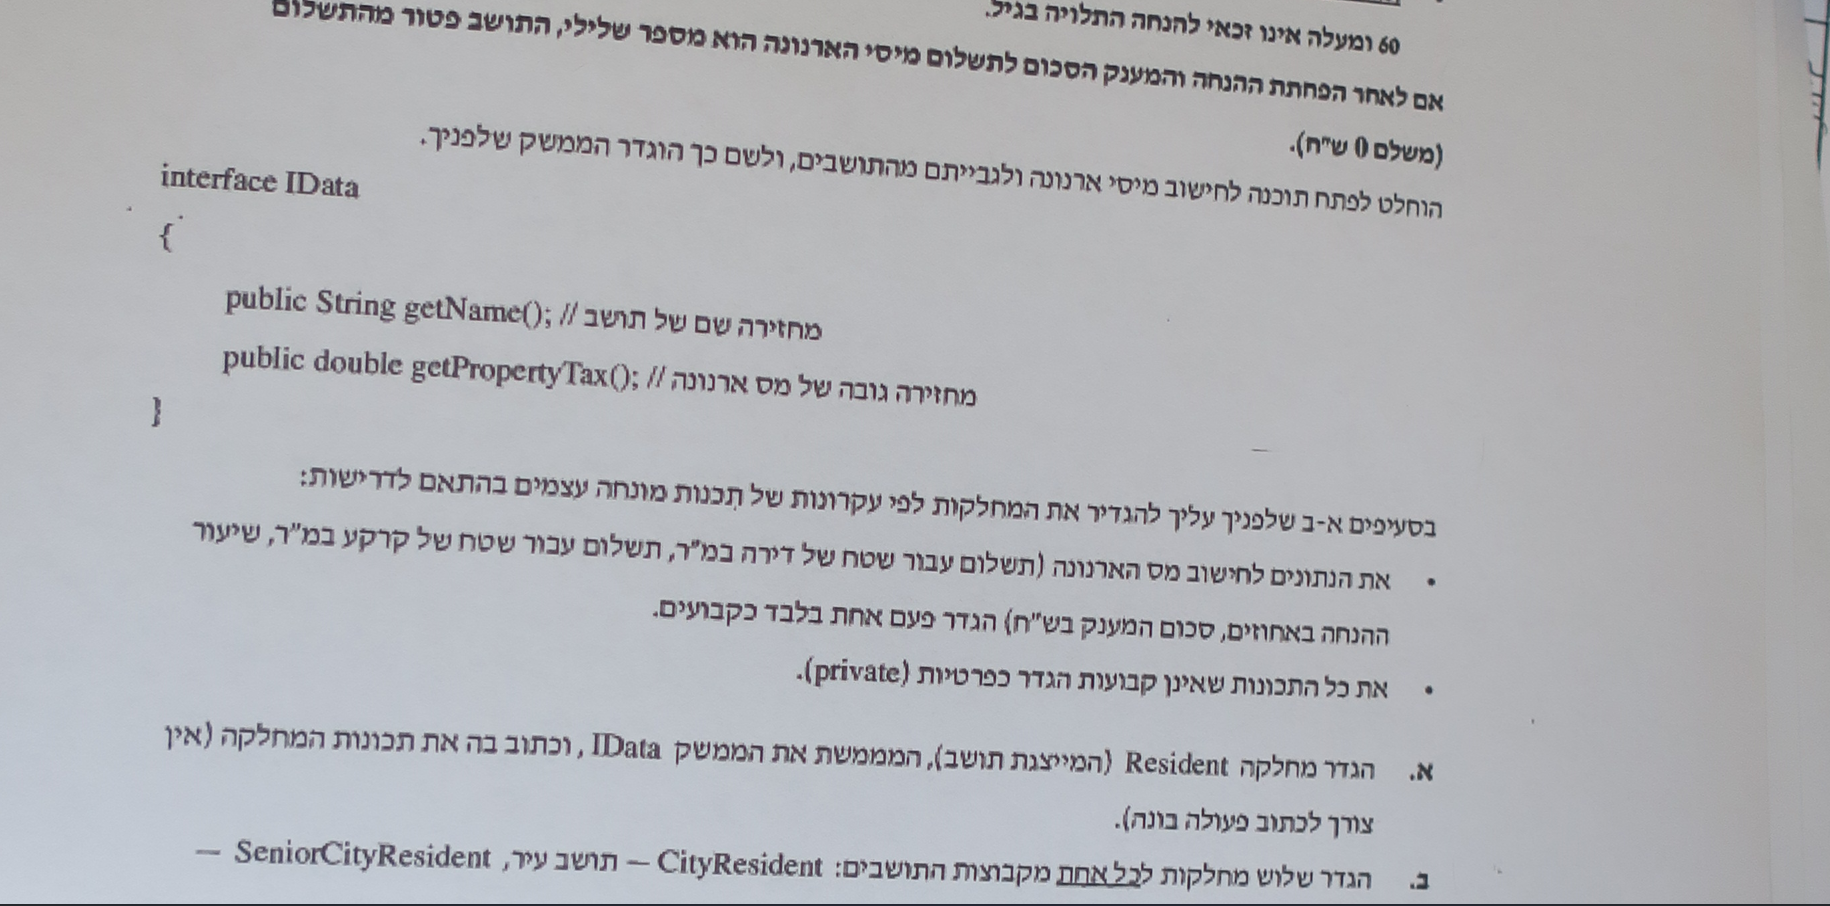 60 ומעלה אינו זכאי להנחה התלויה בגיל.
אם לאחר הפחתת ההנחה והמענק הסכום לתשלום מיסי הארנונה הוא מספר שלילי, התושב פטור מהתשלום
(משלם 0 ש"ח).
הוחלט לפתח תוכנה לחישוב מיסי ארנונה ולגבייתם מהתושבים, ולשם כך הוגדר הממשק שלפניך.
interface IData
{
public String getName(); // מחזירה שם של תושב
public double getPropertyTax(); // מחזירה גובה של מס ארנונה
}
בסעיפים א-ב שלפניך עליך להגדיר את המחלקות לפי עקרונות של תִכנות מונחה עצמים בהתאם לדרישות:
• את הנתונים לחישוב מס הארנונה (תשלום עבור שטח של דירה במ"ר, תשלום עבור שטח של קרקע במ"ר, שיעור
ההנחה באחוזים, סכום המענק בש"ח) הגדר פעם אחת בלבד כקבועים.
• את כל התכונות שאינן קבועות הגדר כפרטיות (private).
א. הגדר מחלקה Resident (המייצגת תושב), המממשת את הממשק IData , וכתוב בה את תכונות המחלקה (אין
צורך לכתוב פעולה בונה).
ב. הגדר שלוש מחלקות לכל אחת מקבוצות התושבים: CityResident — תושב עיר, SeniorCityResident —